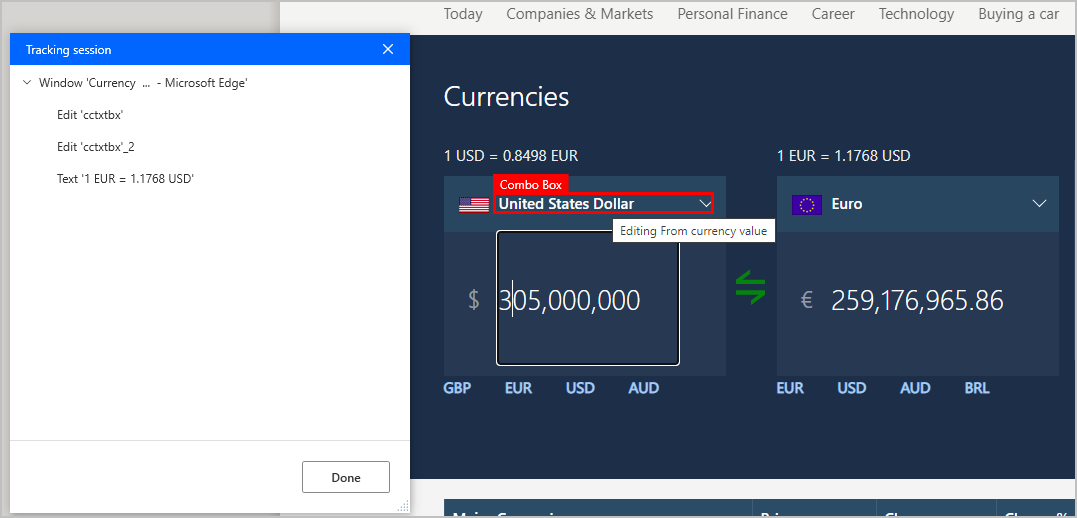 Today Companies & Markets Personal Finance Career Technology Buying a car
Tracking session
Window 'Currency ... - Microsoft Edge'
Edit 'cctxtbx'
Edit 'cctxtbx'_2
Text '1 EUR = 1.1768 USD'
Done
Currencies
1 USD = 0.8498 EUR
Combo Box
United States Dollar
Editing From currency value
$ 305,000,000
GBP EUR USD AUD
1 EUR = 1.1768 USD
Euro
€ 259,176,965.86
EUR USD AUD BRL